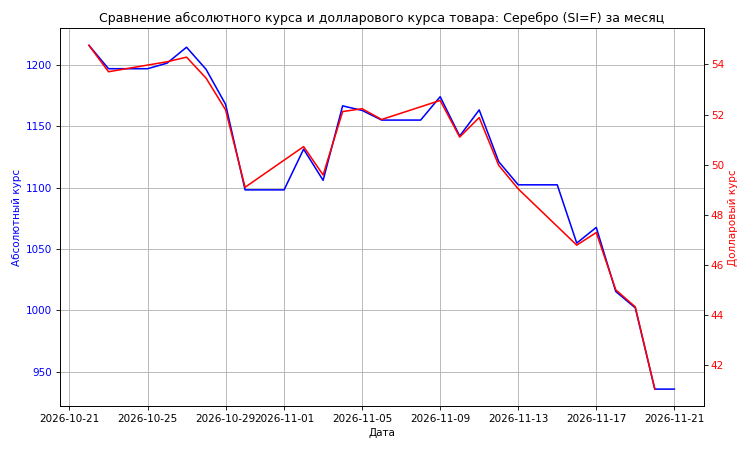 Сравнение абсолютного курса и долларового курса товара: Серебро (SI=F) за месяц
1200
1150
1100
1050
1000
950
Абсолютный курс
54
52
50
48
46
44
42
Долларовый курс
2026-10-21 2026-10-25 2026-10-29 2026-11-01 2026-11-05 2026-11-09 2026-11-13 2026-11-17 2026-11-21
Дата